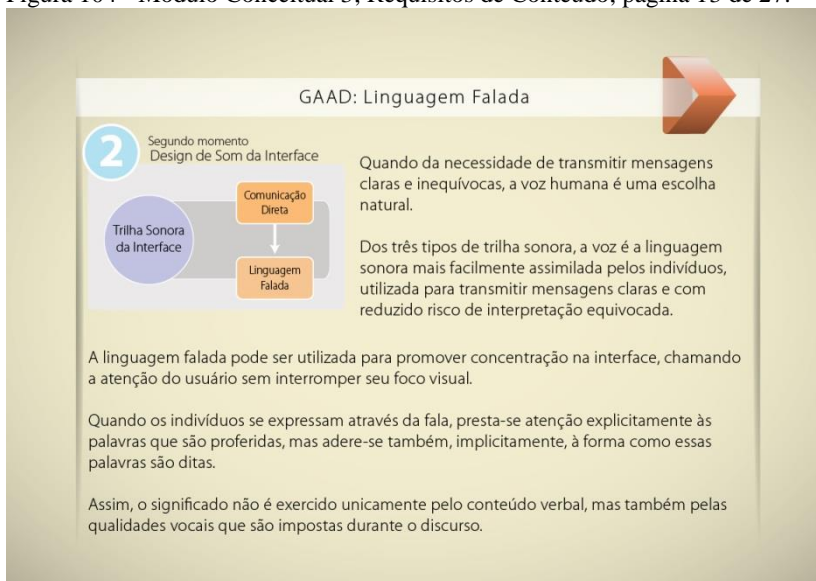 Figura 104 - Módulo Conceitual 3, Requisitos de Conteúdo, página 15 de 27.
GAAD: Linguagem Falada
2
Segundo momento
Design de Som da Interface
Trilha Sonora
da Interface
Comunicação
Direta
Linguagem
Falada
Quando da necessidade de transmitir mensagens
claras e inequívocas, a voz humana é uma escolha
natural.
Dos três tipos de trilha sonora, a voz é a linguagem
sonora mais facilmente assimilada pelos indivíduos,
utilizada para transmitir mensagens claras e com
reduzido risco de interpretação equivocada.
A linguagem falada pode ser utilizada para promover concentração na interface, chamando
a atenção do usuário sem interromper seu foco visual.
Quando os indivíduos se expressam através da fala, presta-se atenção explicitamente às
palavras que são proferidas, mas adere-se também, implicitamente, à forma como essas
palavras são ditas.
Assim, o significado não é exercido unicamente pelo conteúdo verbal, mas também pelas
qualidades vocais que são impostas durante o discurso.